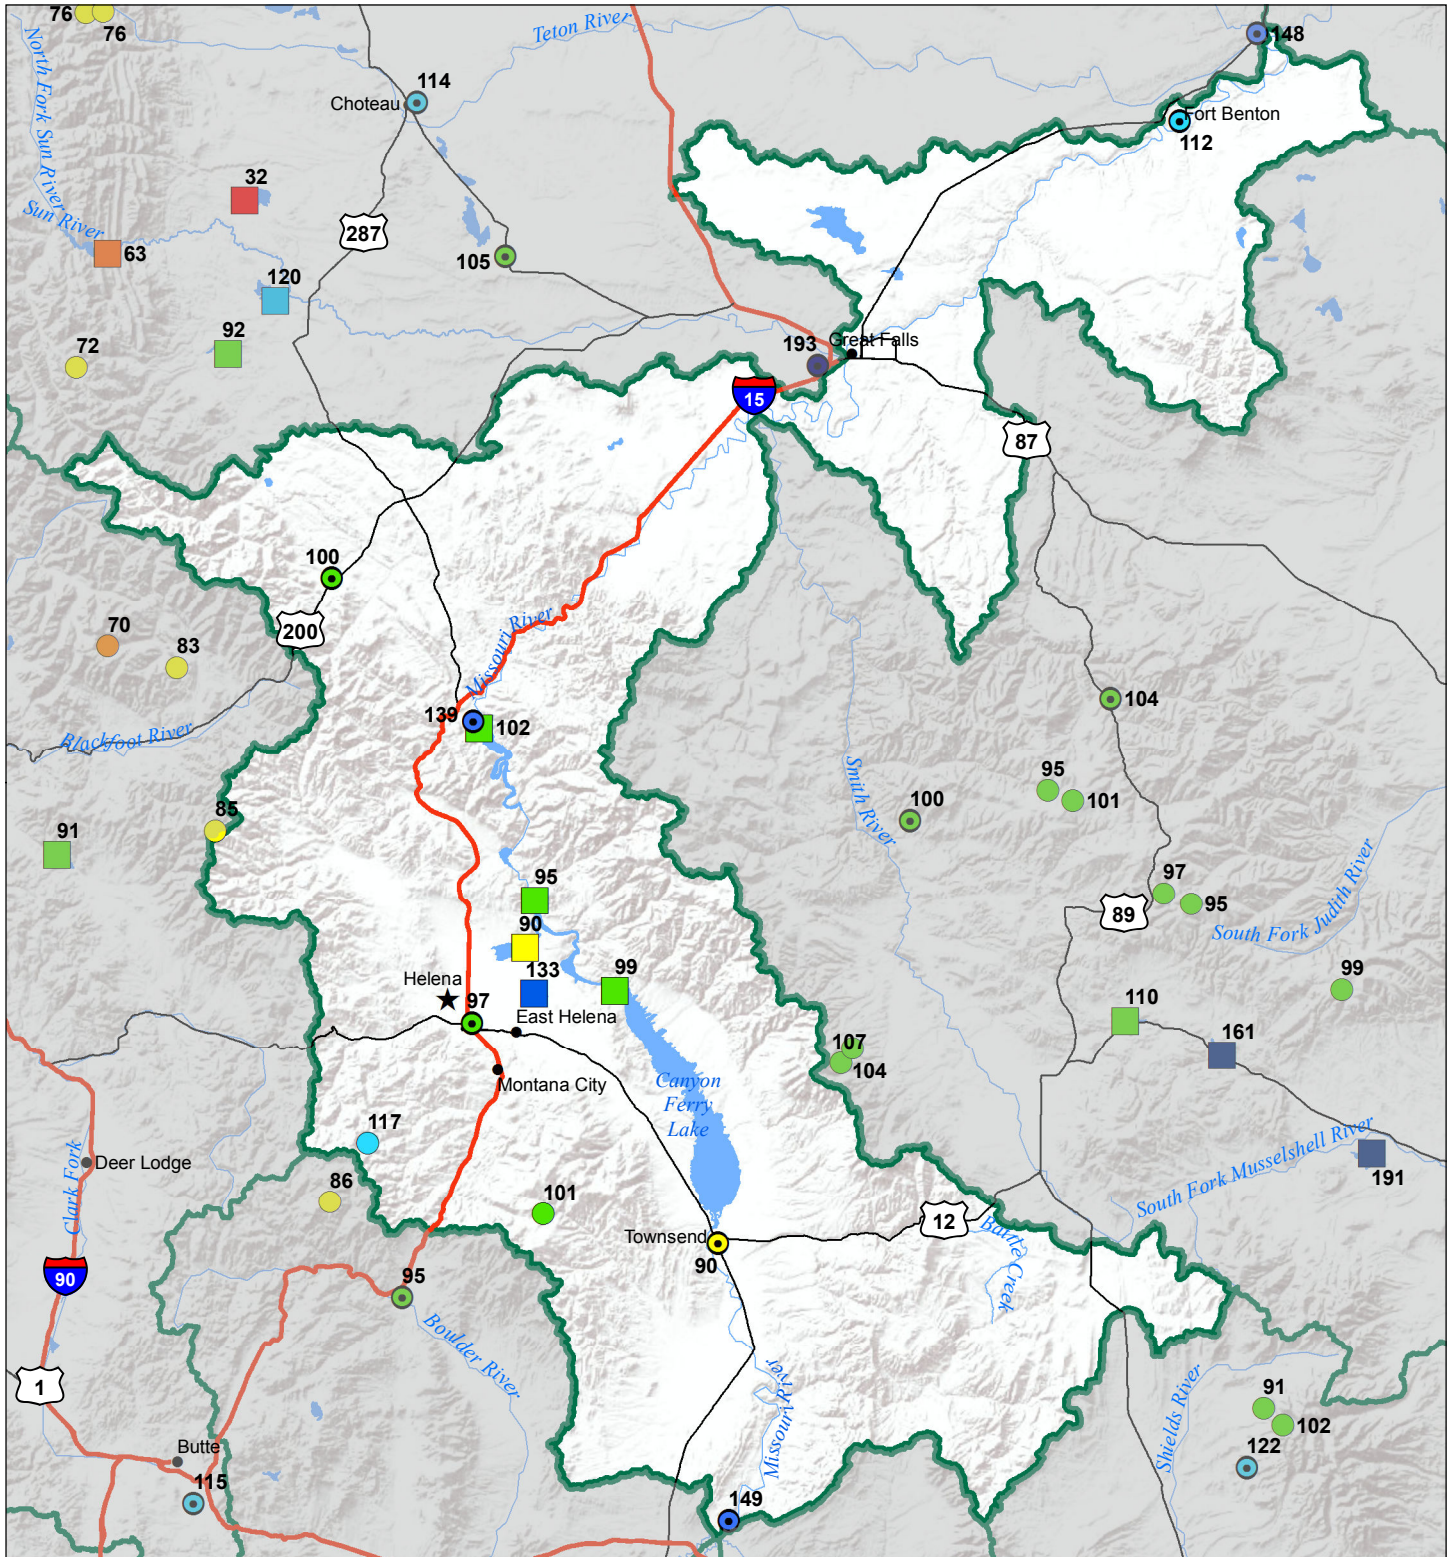 76
76
Teton River
148
North Fork Sun River
114
Choteau
Fort Benton
112
32
Sun River
287
63
105
120
92
193
Great Falls
72
15
87
100
200
70
83
Missouri River
104
139
102
Blackfoot River
95
101
Smith River
100
85
91
95
97
95
89
South Fork Judith River
90
133
99
99
Helena
97
East Helena
110
161
107
104
Montana City
Canyon
Ferry
Lake
117
South Fork Musselshell River
Deer Lodge
191
Clark Fork
86
101
12
Battle Creek
Townsend
90
90
95
Boulder River
1
Missouri River
Shields River
91
102
Butte
122
115
149